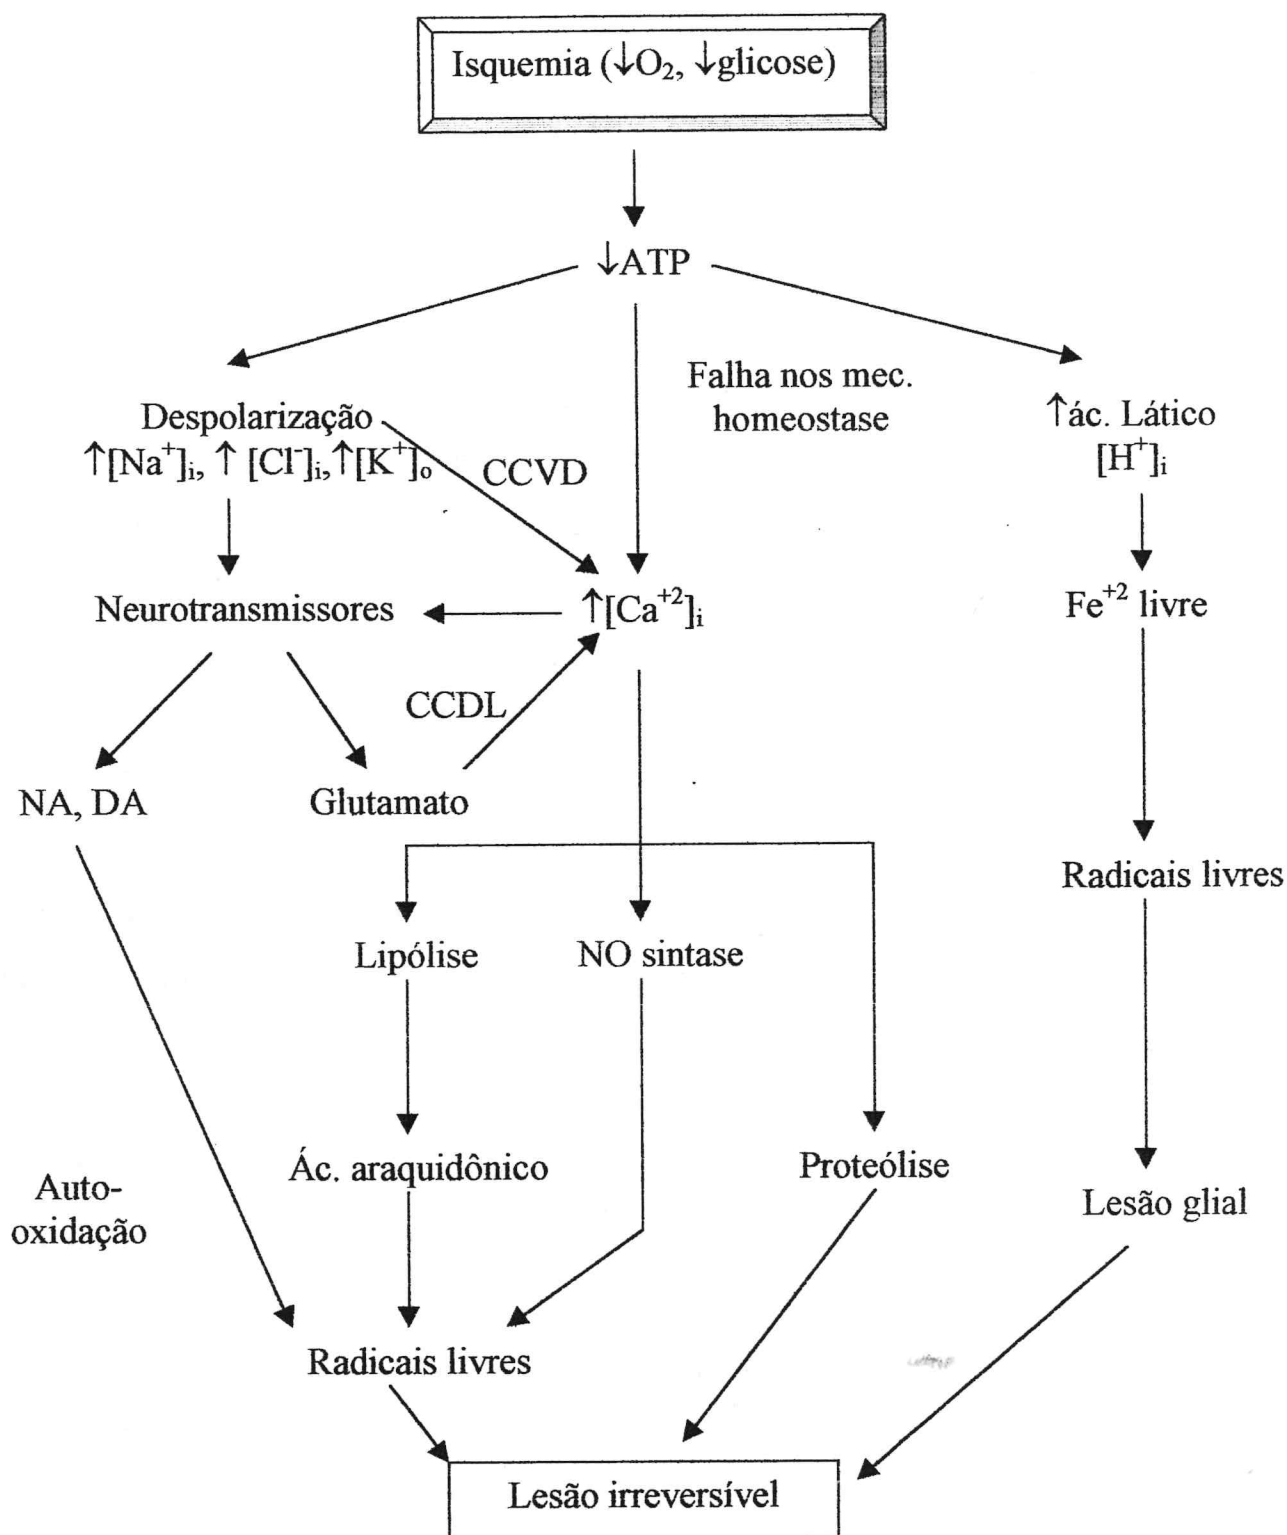 Isquemia (↓O₂, ↓glicose)
↓ATP
Falha nos mec.
homeostase
Despolarização
↑[Na⁺]ᵢ, ↑ [Cl⁻]ᵢ,↑[K⁺]ₒ
CCVD
↑ác. Lático
[H⁺]ᵢ
Neurotransmissores
↑[Ca⁺²]ᵢ
Fe⁺² livre
CCDL
NA, DA
Glutamato
Radicais livres
Lipólise
NO sintase
Ác. araquidônico
Proteólise
Lesão glial
Auto-
oxidação
Radicais livres
Lesão irreversível